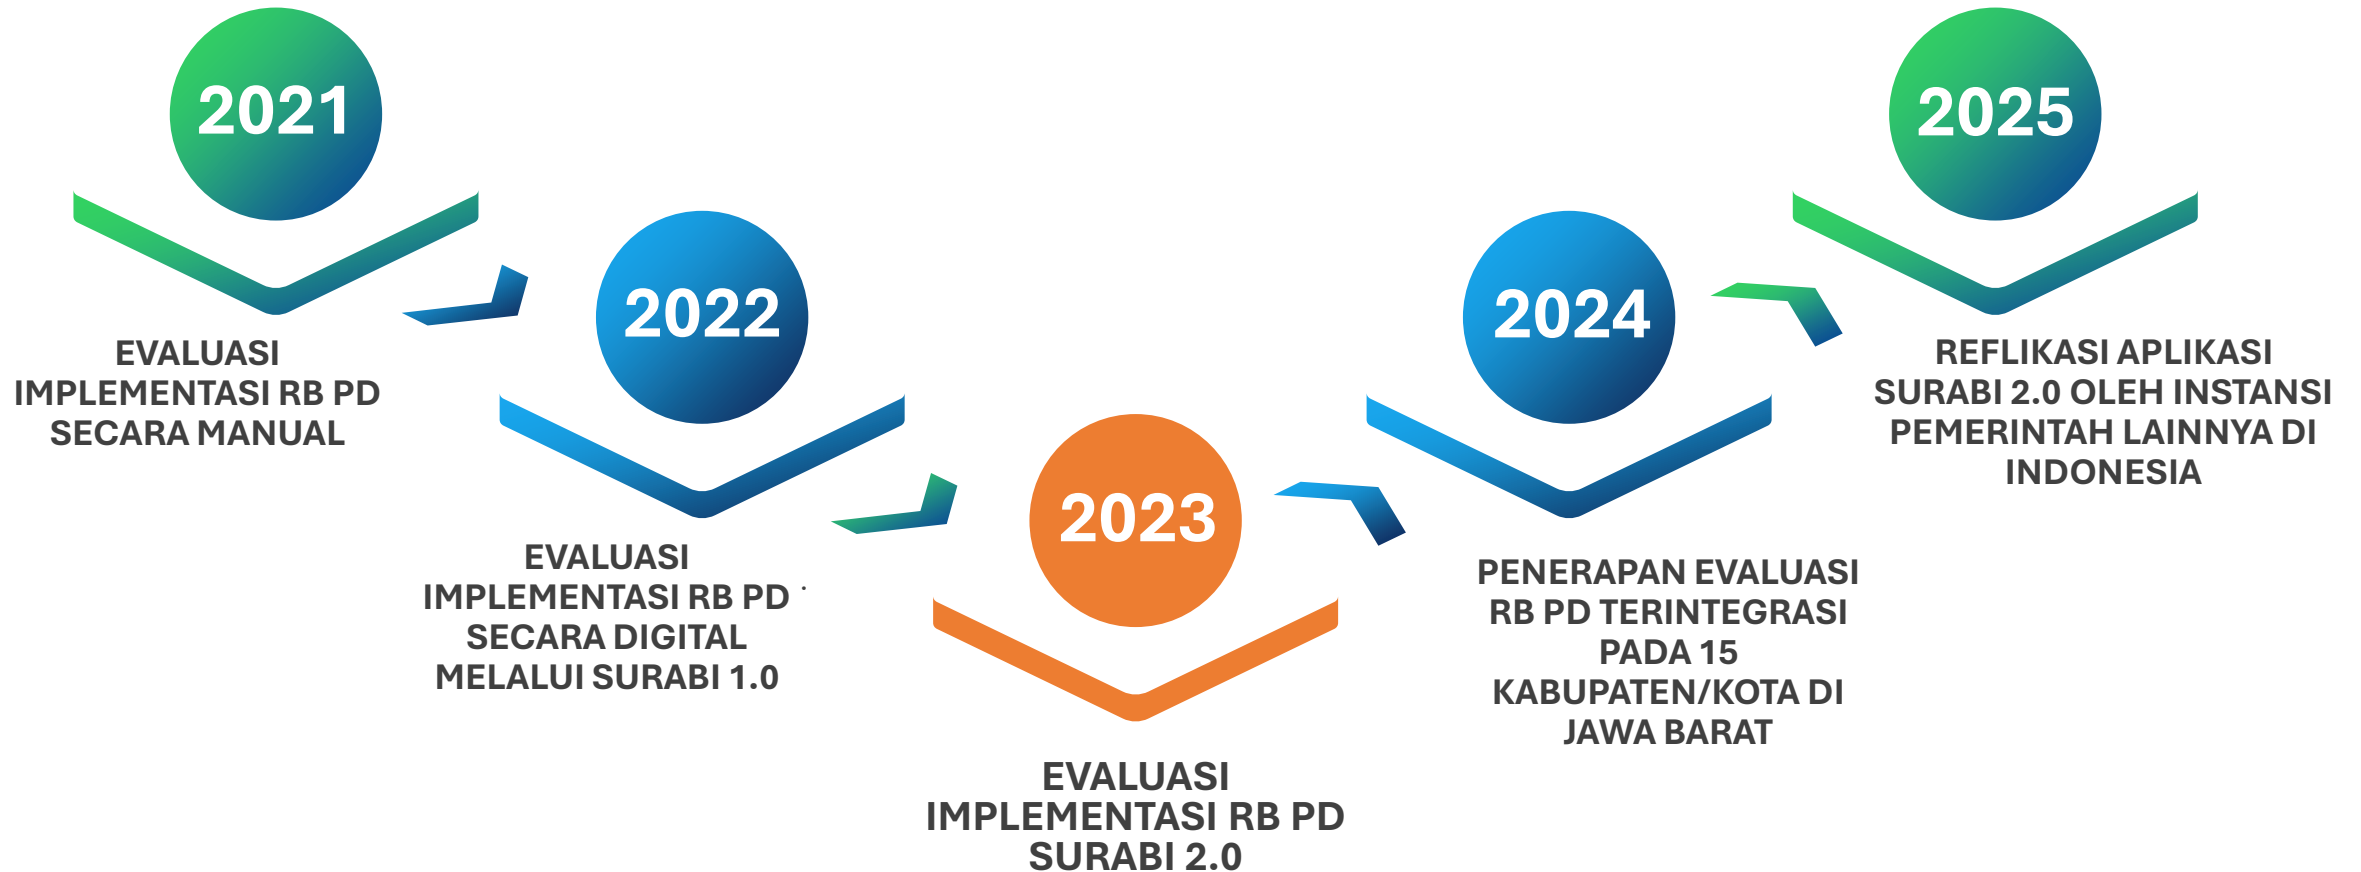 2021
EVALUASI
IMPLEMENTASI RB PD
SECARA MANUAL
2022
EVALUASI
IMPLEMENTASI RB PD
SECARA DIGITAL
MELALUI SURABI 1.0
2023
EVALUASI
IMPLEMENTASI RB PD
SURABI 2.0
2024
PENERAPAN EVALUASI
RB PD TERINTEGRASI
PADA 15
KABUPATEN/KOTA DI
JAWA BARAT
2025
REFLIKASI APLIKASI
SURABI 2.0 OLEH INSTANSI
PEMERINTAH LAINNYA DI
INDONESIA